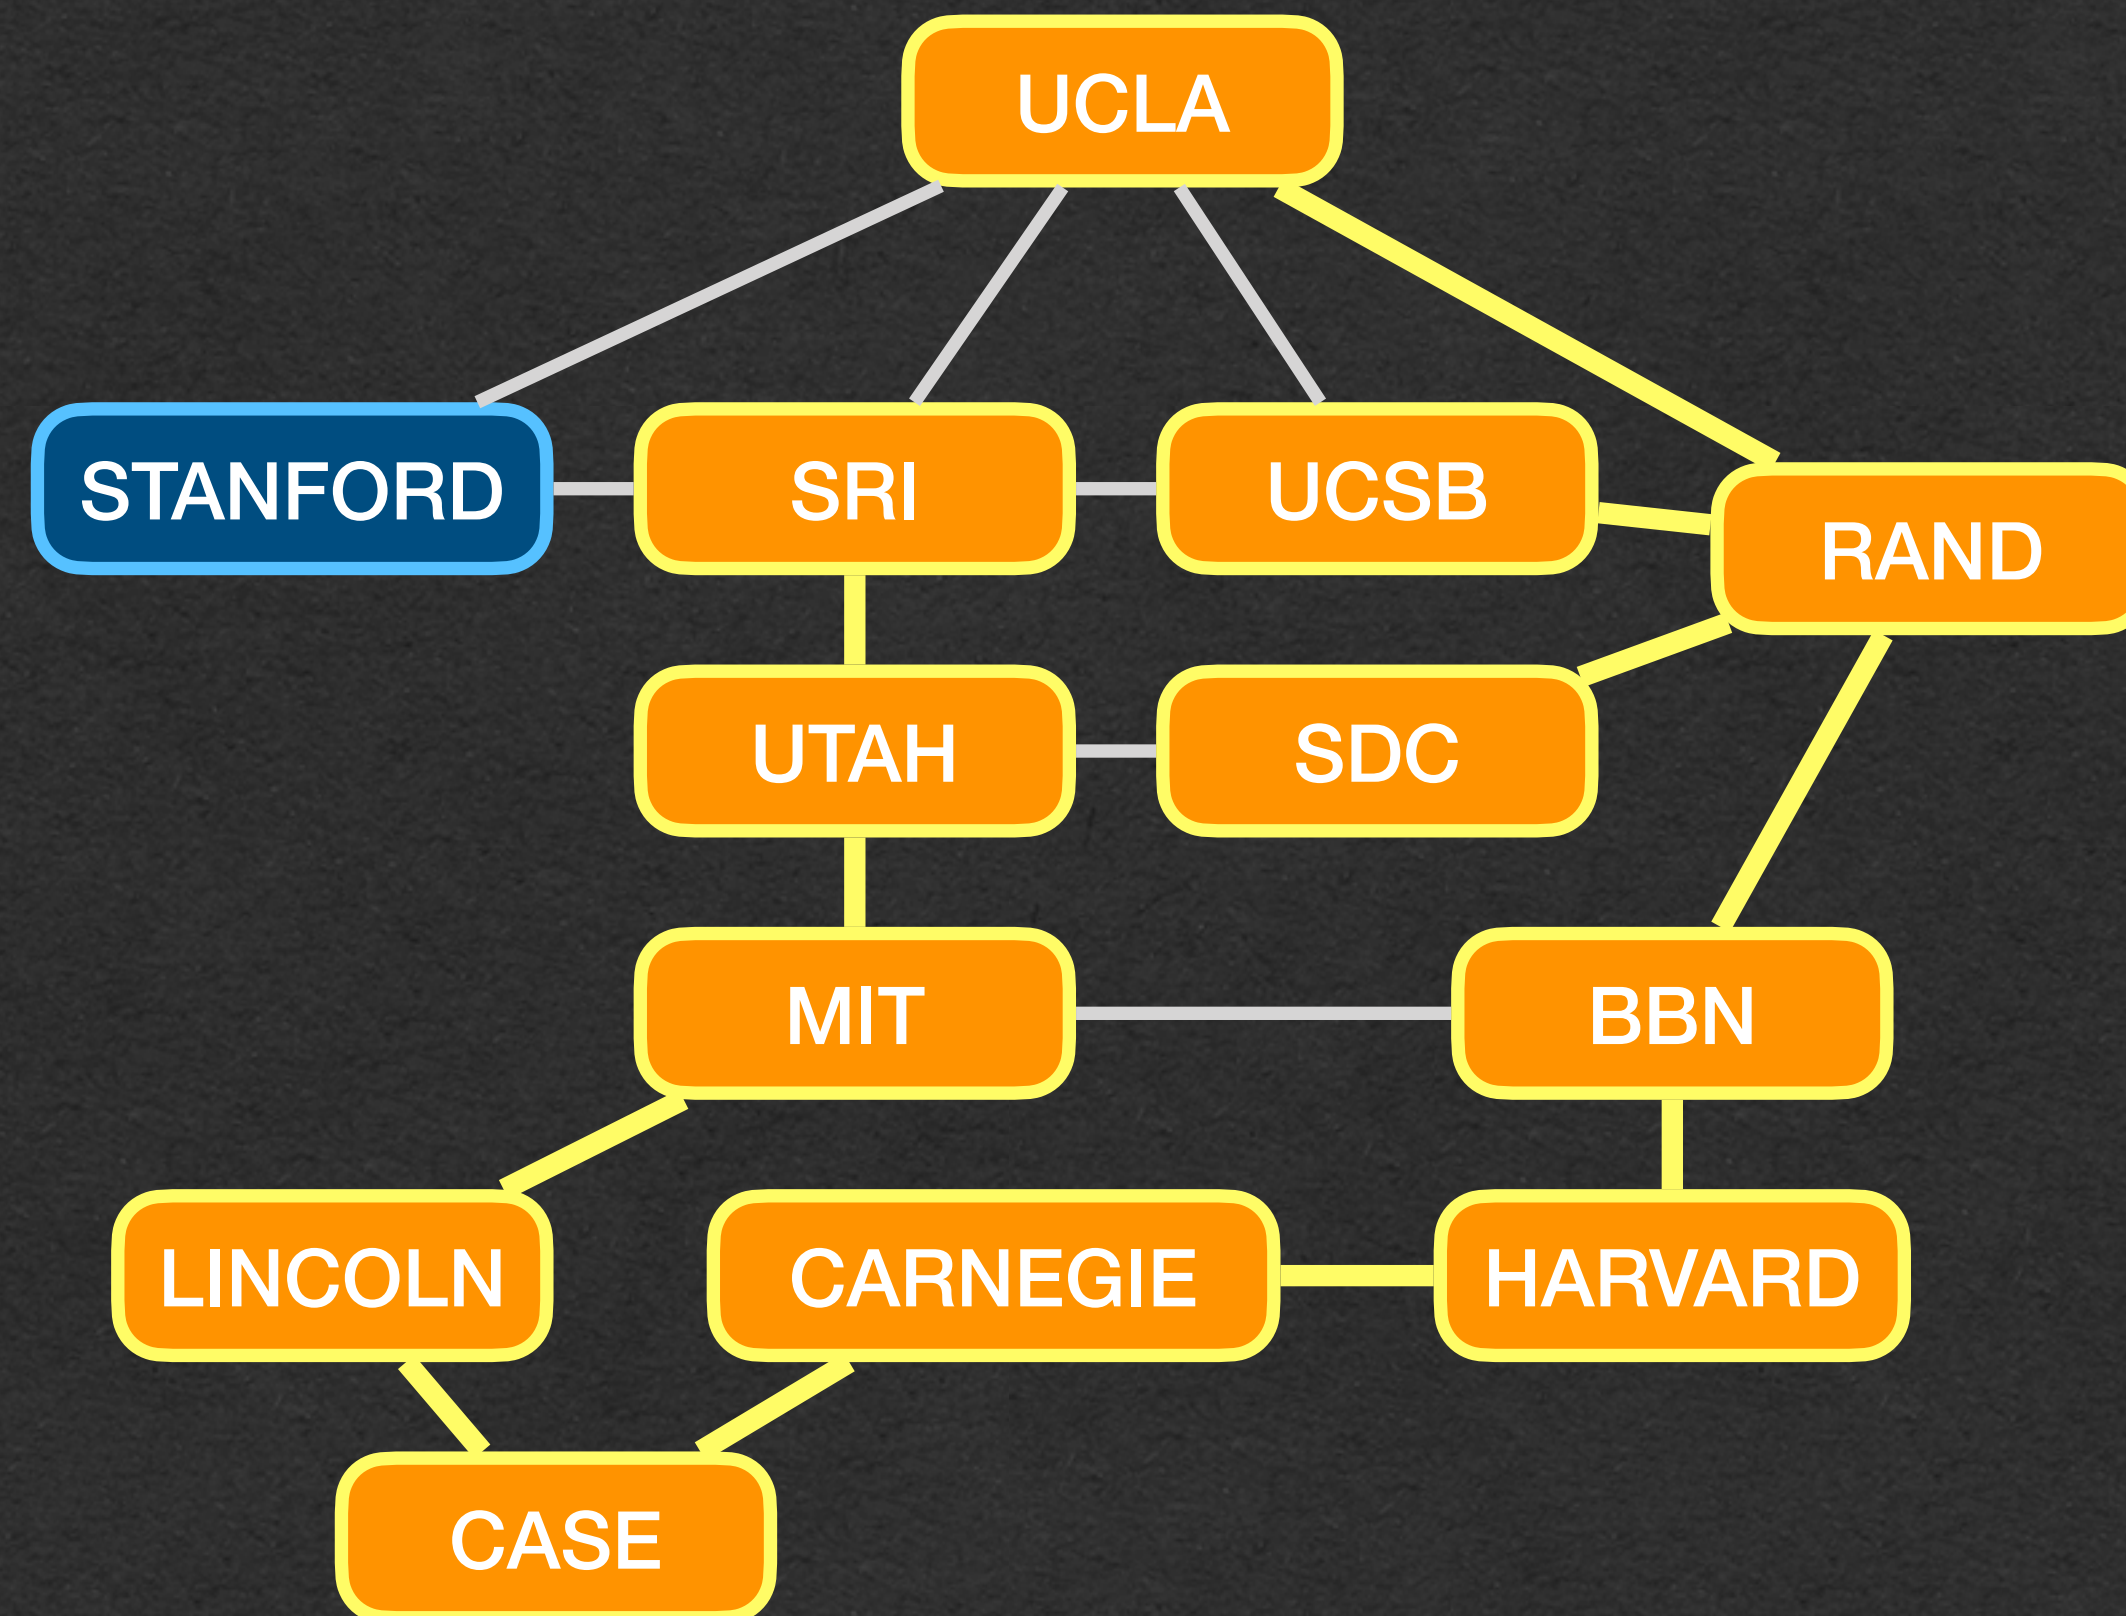 UCLA
STANFORD
SRI
UCSB
RAND
UTAH
SDC
MIT
BBN
LINCOLN
CARNEGIE
HARVARD
CASE